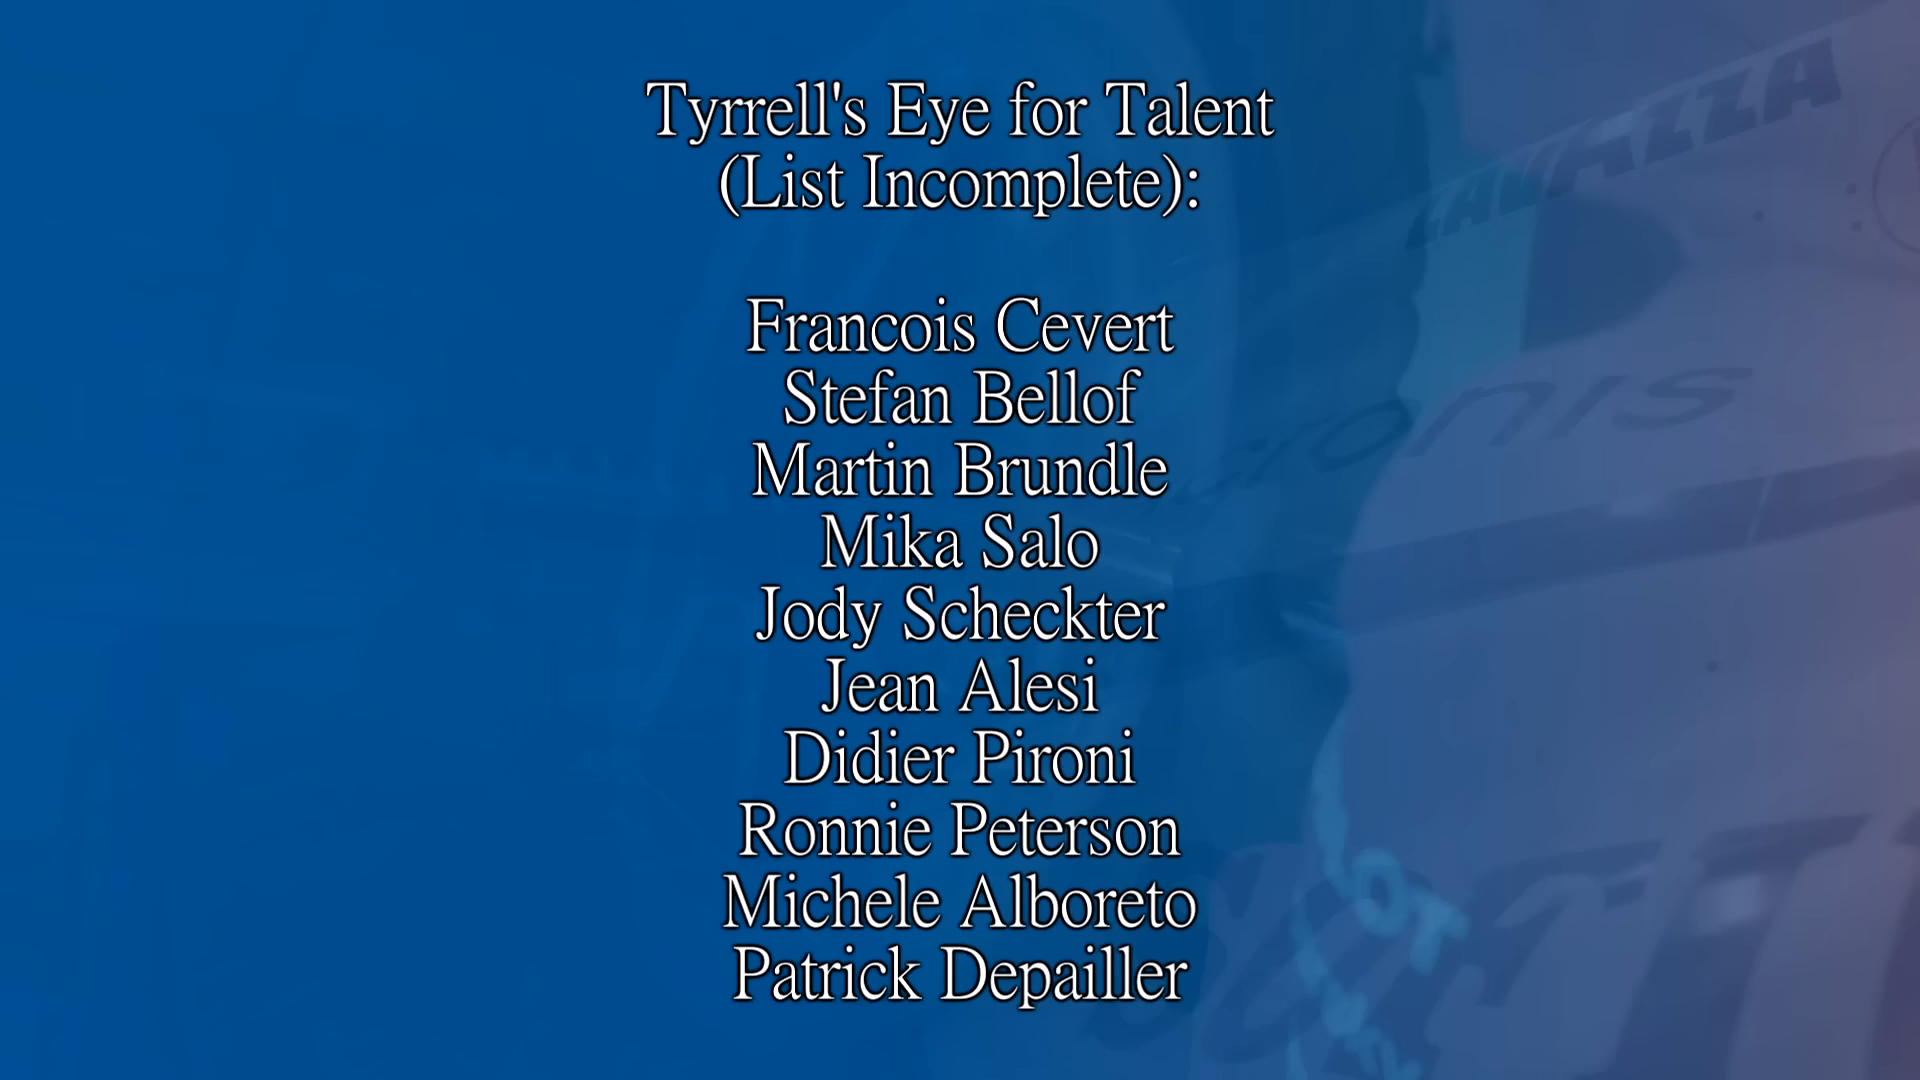 Tyrrell's Eye for Talent
(List Incomplete):
Francois Cevert
Stefan Bellof
Martin Brundle
Mika Salo
Jody Scheckter
Jean Alesi
Didier Pironi
Ronnie Peterson
Michele Alboreto
Patrick Depailler